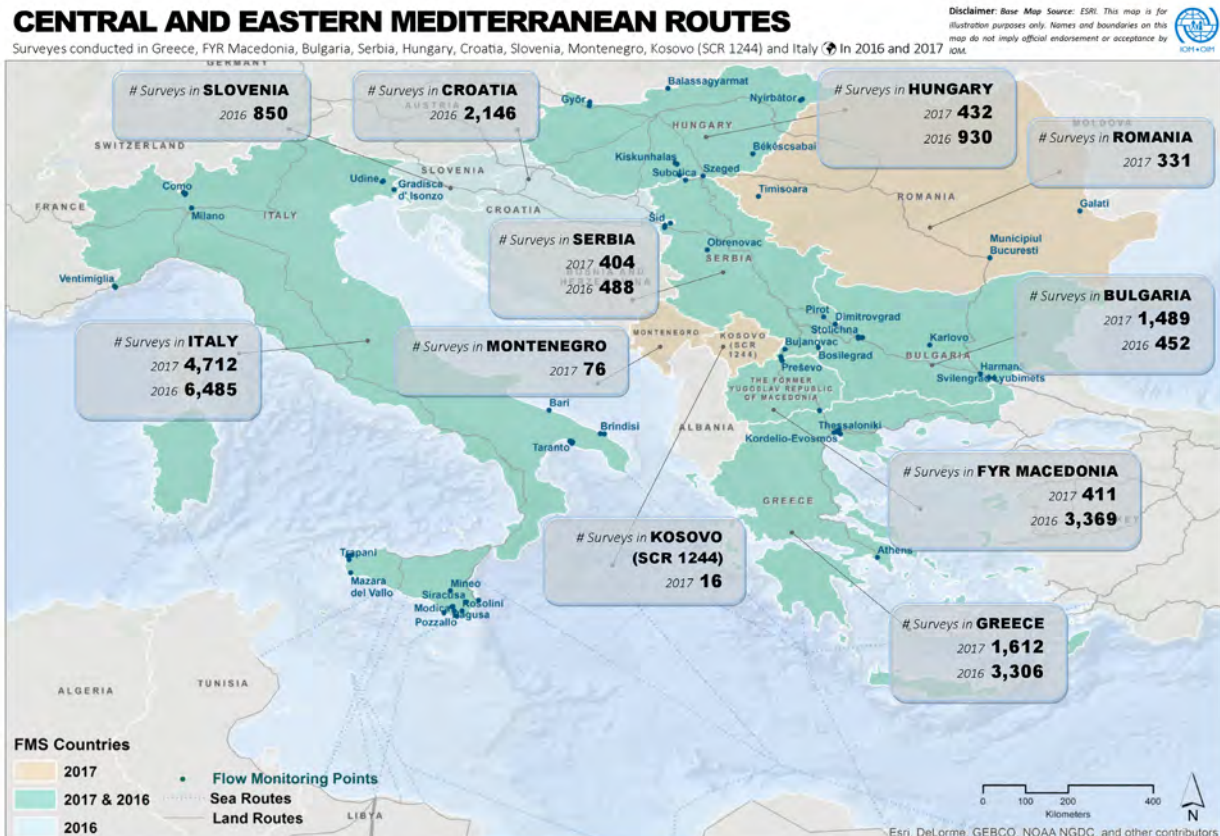 CENTRAL AND EASTERN MEDITERRANEAN ROUTES
Surveyes conducted in Greece, FYR Macedonia, Bulgaria, Serbia, Hungary, Croatia, Slovenia, Montenegro, Kosovo (SCR 1244) and Italy In 2016 and 2017
Disclaimer: Base Map Source: ESRI. This map is for
illustration purposes only. Names and boundaries on this
map do not imply official endorsement or acceptance by
IOM.
IOM•OIM
GERMANY
# Surveys in SLOVENIA
2016 850
# Surveys in CROATIA
2016 2,146
AUSTRIA
# Surveys in HUNGARY
2017 432
2016 930
# Surveys in ROMANIA
2017 331
MOLDOVA
Balassagyarmat
Győr
Nyírbátor
HUNGARY
Békéscsabai
Kiskunhalas
Subotica
Szeged
SWITZERLAND
SLOVENIA
Udine
Gradisca
d' Isonzo
Como
Milano
ITALY
FRANCE
CROATIA
Timisoara
ROMANIA
Galati
Municipiul
Bucuresti
Šid
Obrenovac
SERBIA
# Surveys in SERBIA
2017 404
2016 488
BOSNIA AND
HERZEGOVINA
Ventimiglia
# Surveys in BULGARIA
2017 1,489
2016 452
Pirot
Dimitrovgrad
Stolichna
Karlovo
BULGARIA
Bujanovac
Bosilegrad
Preševo
Harman
Svilengrad
Lyubimets
MONTENEGRO
KOSOVO
(SCR
1244)
# Surveys in ITALY
2017 4,712
2016 6,485
# Surveys in MONTENEGRO
2017 76
THE FORMER
YUGOSLAV REPUBLIC
OF MACEDONIA
ALBANIA
Bari
Brindisi
Taranto
Thessaloniki
Kordelio-Evosmos
# Surveys in FYR MACEDONIA
2017 411
2016 3,369
GREECE
Athens
# Surveys in KOSOVO
(SCR 1244)
2017 16
Trapani
Mazara
del Vallo
Mineo
Siracusa
Rosolini
Modica
Ragusa
Pozzallo
# Surveys in GREECE
2017 1,612
2016 3,306
ALGERIA
TUNISIA
LIBYA
FMS Countries
2017
2017 & 2016
2016
Flow Monitoring Points
Sea Routes
Land Routes
0 100 200 400
Kilometers
N
Esri, DeLorme, GEBCO, NOAA NGDC, and other contributors